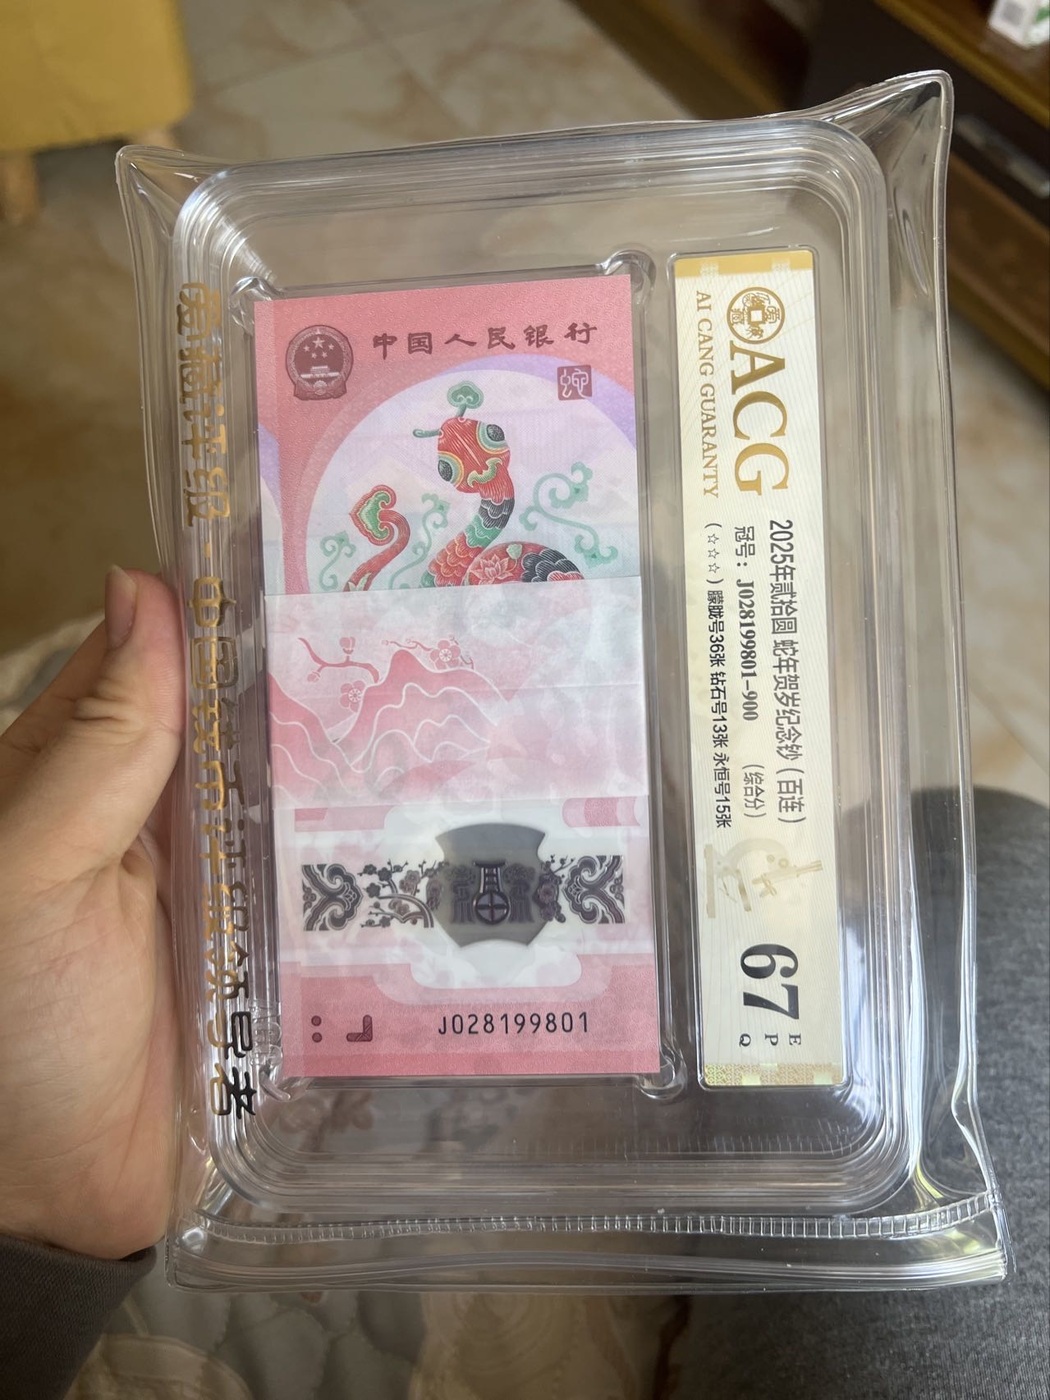 中国人民银行
蛇
J028199801
ACG
AI CANG GUARANTY
2025年贰拾圆 蛇年贺岁纪念钞（百连）
冠号：J028199801-900 （综合分）
（☆☆☆）朦胧号36张 钻石号13张 永恒号15张
67
E
P
Q
爱藏评级·中国钱币评级领导者